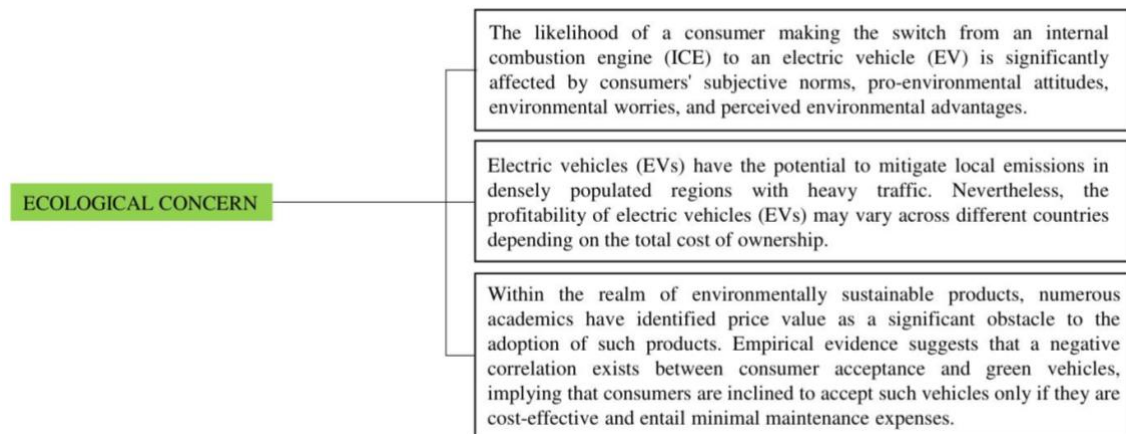 The likelihood of a consumer making the switch from an internal
combustion engine (ICE) to an electric vehicle (EV) is significantly
affected by consumers' subjective norms, pro-environmental attitudes,
environmental worries, and perceived environmental advantages.
ECOLOGICAL CONCERN
Electric vehicles (EVs) have the potential to mitigate local emissions in
densely populated regions with heavy traffic. Nevertheless, the
profitability of electric vehicles (EVs) may vary across different countries
depending on the total cost of ownership.
Within the realm of environmentally sustainable products, numerous
academics have identified price value as a significant obstacle to the
adoption of such products. Empirical evidence suggests that a negative
correlation exists between consumer acceptance and green vehicles,
implying that consumers are inclined to accept such vehicles only if they are
cost-effective and entail minimal maintenance expenses.